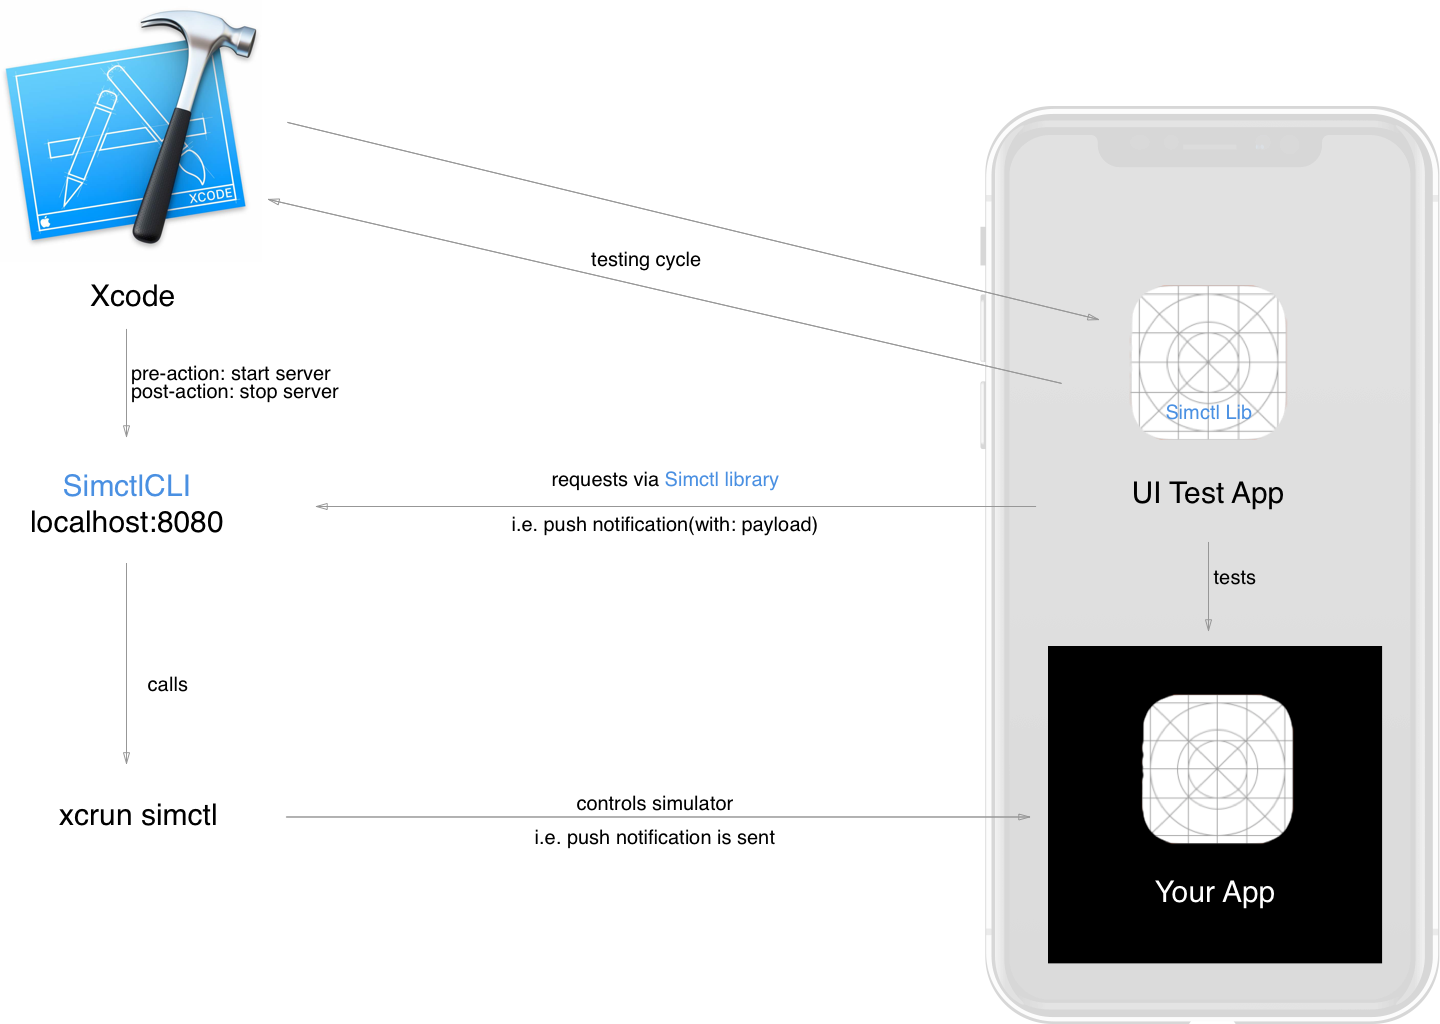 XCODE
Xcode
testing cycle
pre-action: start server
post-action: stop server
Simctl Lib
SimctlCLI
localhost:8080
requests via Simctl library
i.e. push notification(with: payload)
UI Test App
tests
calls
xcrun simctl
controls simulator
i.e. push notification is sent
Your App